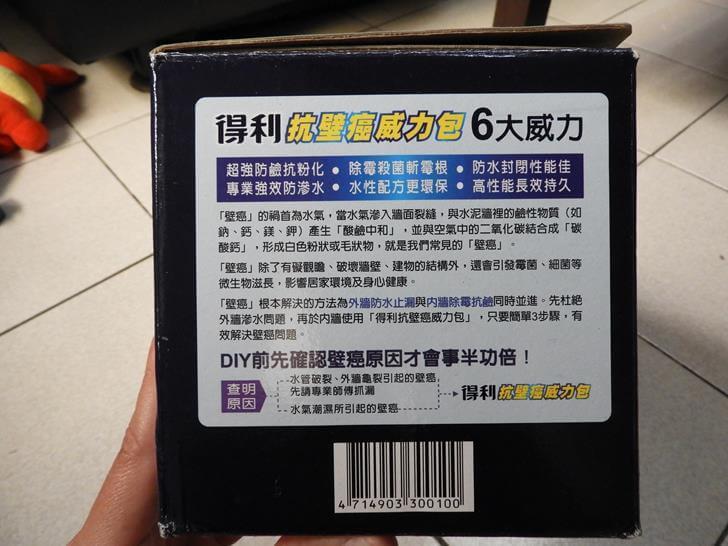 得利抗壁癌威力包 6大威力
超強防鹼抗粉化 • 除霉殺菌斬霉根 • 防水封閉性能佳
專業強效防滲水 • 水性配方更環保 • 高性能長效持久
「壁癌」的禍首為水氣,當水氣滲入牆面裂縫,與水泥牆裡的鹼性物質(如
鈉、鈣、鎂、鉀)產生「酸鹼中和」,並與空氣中的二氧化碳結合成「碳
酸鈣」,形成白色粉狀或毛狀物,就是我們常見的「壁癌」。
「壁癌」除了有礙觀瞻、破壞牆壁、建物的結構外,還會引發霉菌、細菌等
微生物滋長,影響居家環境及身心健康。
「壁癌」根本解決的方法為外牆防水止漏與內牆除霉抗鹼同時並進。先杜絕
外牆滲水問題,再於內牆使用「得利抗壁癌威力包」,只要簡單3步驟,有
效解決壁癌問題。
DIY前先確認壁癌原因才會事半功倍!
查明
原因
水管破裂、外牆龜裂引起的壁癌,
先請專業師傅抓漏
水氣潮濕所引起的壁癌
得利抗壁癌威力包
4 714903 300100